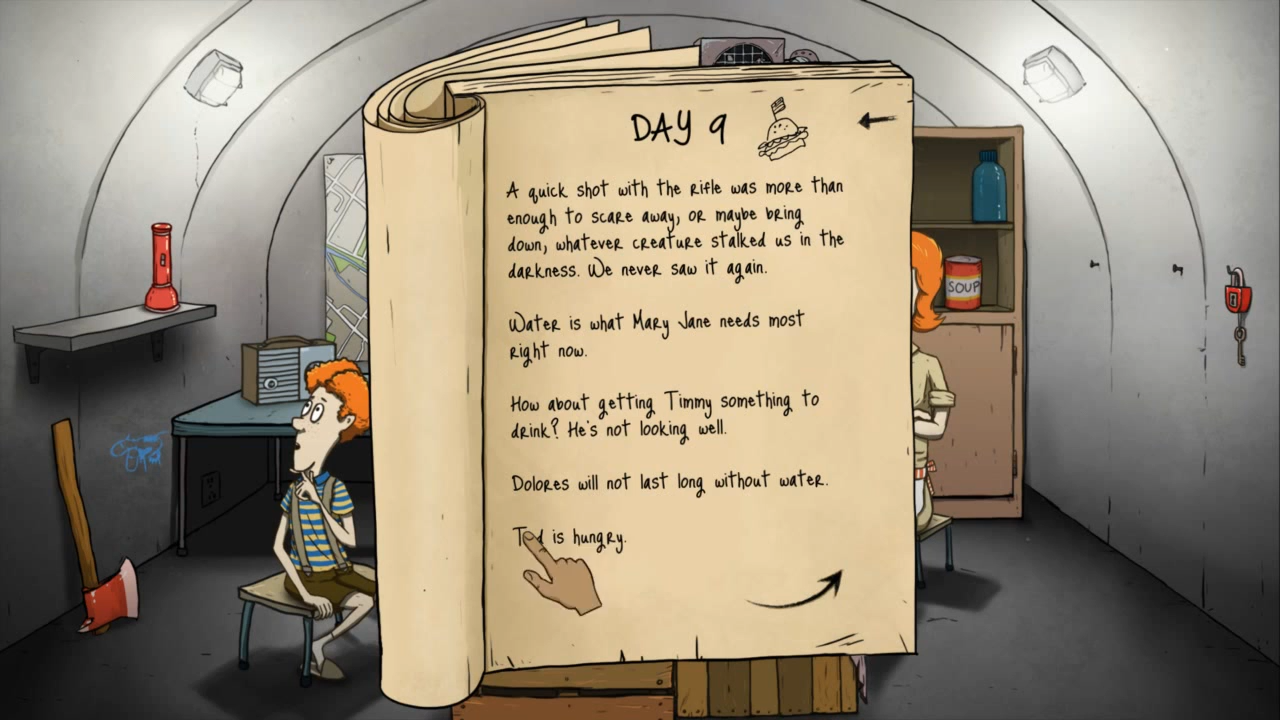 DAY 9
A quick shot with the rifle was more than
enough to scare away, or maybe bring
down, whatever creature stalked us in the
darkness. We never saw it again.
Water is what Mary Jane needs most
right now.
How about getting Timmy something to
drink? He's not looking well.
Dolores will not last long without water.
Ted is hungry.
SOUP